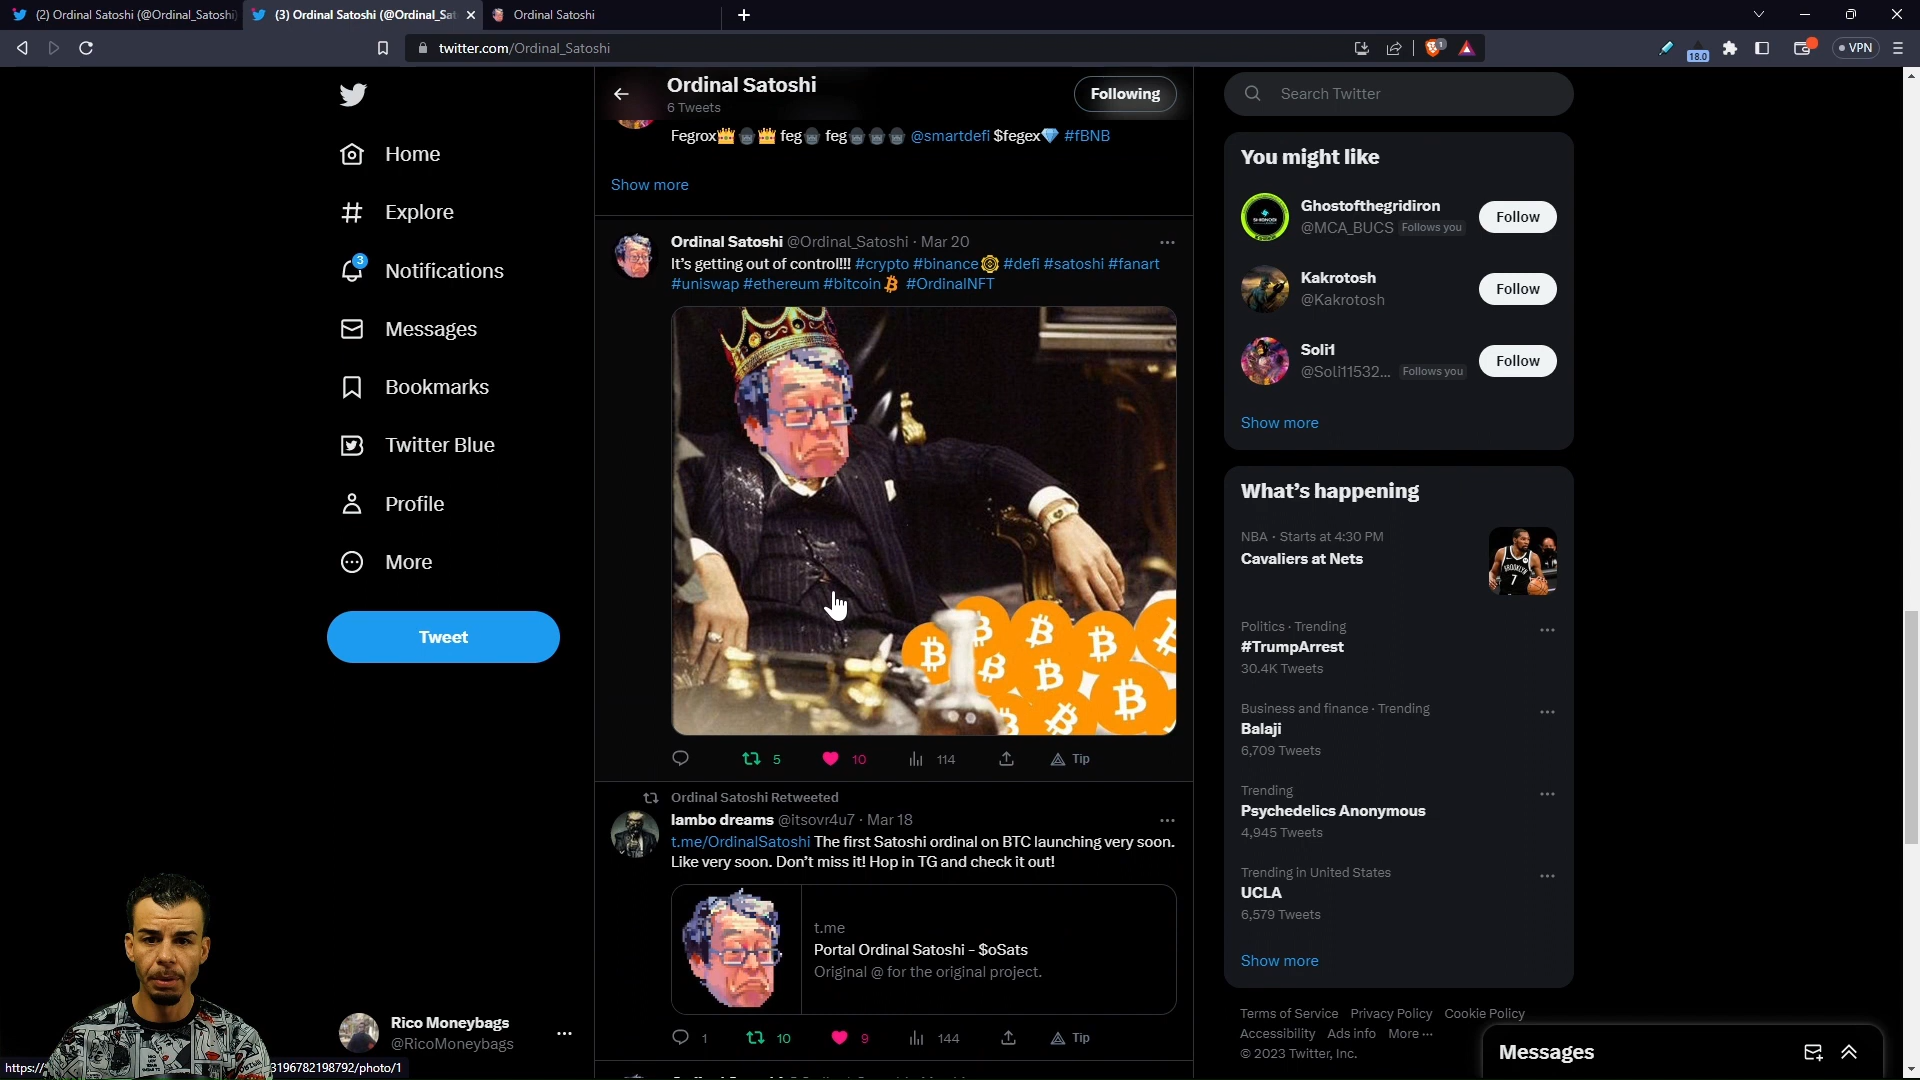 (2) Ordinal Satoshi (@Ordinal_Satoshi)
(3) Ordinal Satoshi (@Ordinal_Sat
Ordinal Satoshi
twitter.com/Ordinal_Satoshi
1
18.0
VPN
Ordinal Satoshi
6 Tweets
Following
Search Twitter
Home
Explore
3
Notifications
Messages
Bookmarks
Twitter Blue
Profile
More
Tweet
Rico Moneybags
@RicoMoneybags
https://
3196782198792/photo/1
Fegrox👑 feg feg @smartdefi $fegex💎 #fBNB
Show more
Ordinal Satoshi @Ordinal_Satoshi · Mar 20
It’s getting out of control!!! #crypto #binance #defi #satoshi #fanart
#uniswap #ethereum #bitcoin #OrdinalNFT
5
10
114
Tip
Ordinal Satoshi Retweeted
lambo dreams @itsovr4u7 · Mar 18
t.me/OrdinalSatoshi The first Satoshi ordinal on BTC launching very soon.
Like very soon. Don’t miss it! Hop in TG and check it out!
t.me
Portal Ordinal Satoshi - $oSats
Original @ for the original project.
1
10
9
144
Tip
You might like
Ghostofthegridiron
@MCA_BUCS Follows you
Follow
Kakrotosh
@Kakrotosh
Follow
Soli1
@Soli11532... Follows you
Follow
Show more
What’s happening
NBA · Starts at 4:30 PM
Cavaliers at Nets
Politics · Trending
#TrumpArrest
30.4K Tweets
Business and finance · Trending
Balaji
6,709 Tweets
Trending
Psychedelics Anonymous
4,945 Tweets
Trending in United States
UCLA
6,579 Tweets
Show more
Terms of Service Privacy Policy Cookie Policy
Accessibility Ads info More ···
© 2023 Twitter, Inc.
Messages